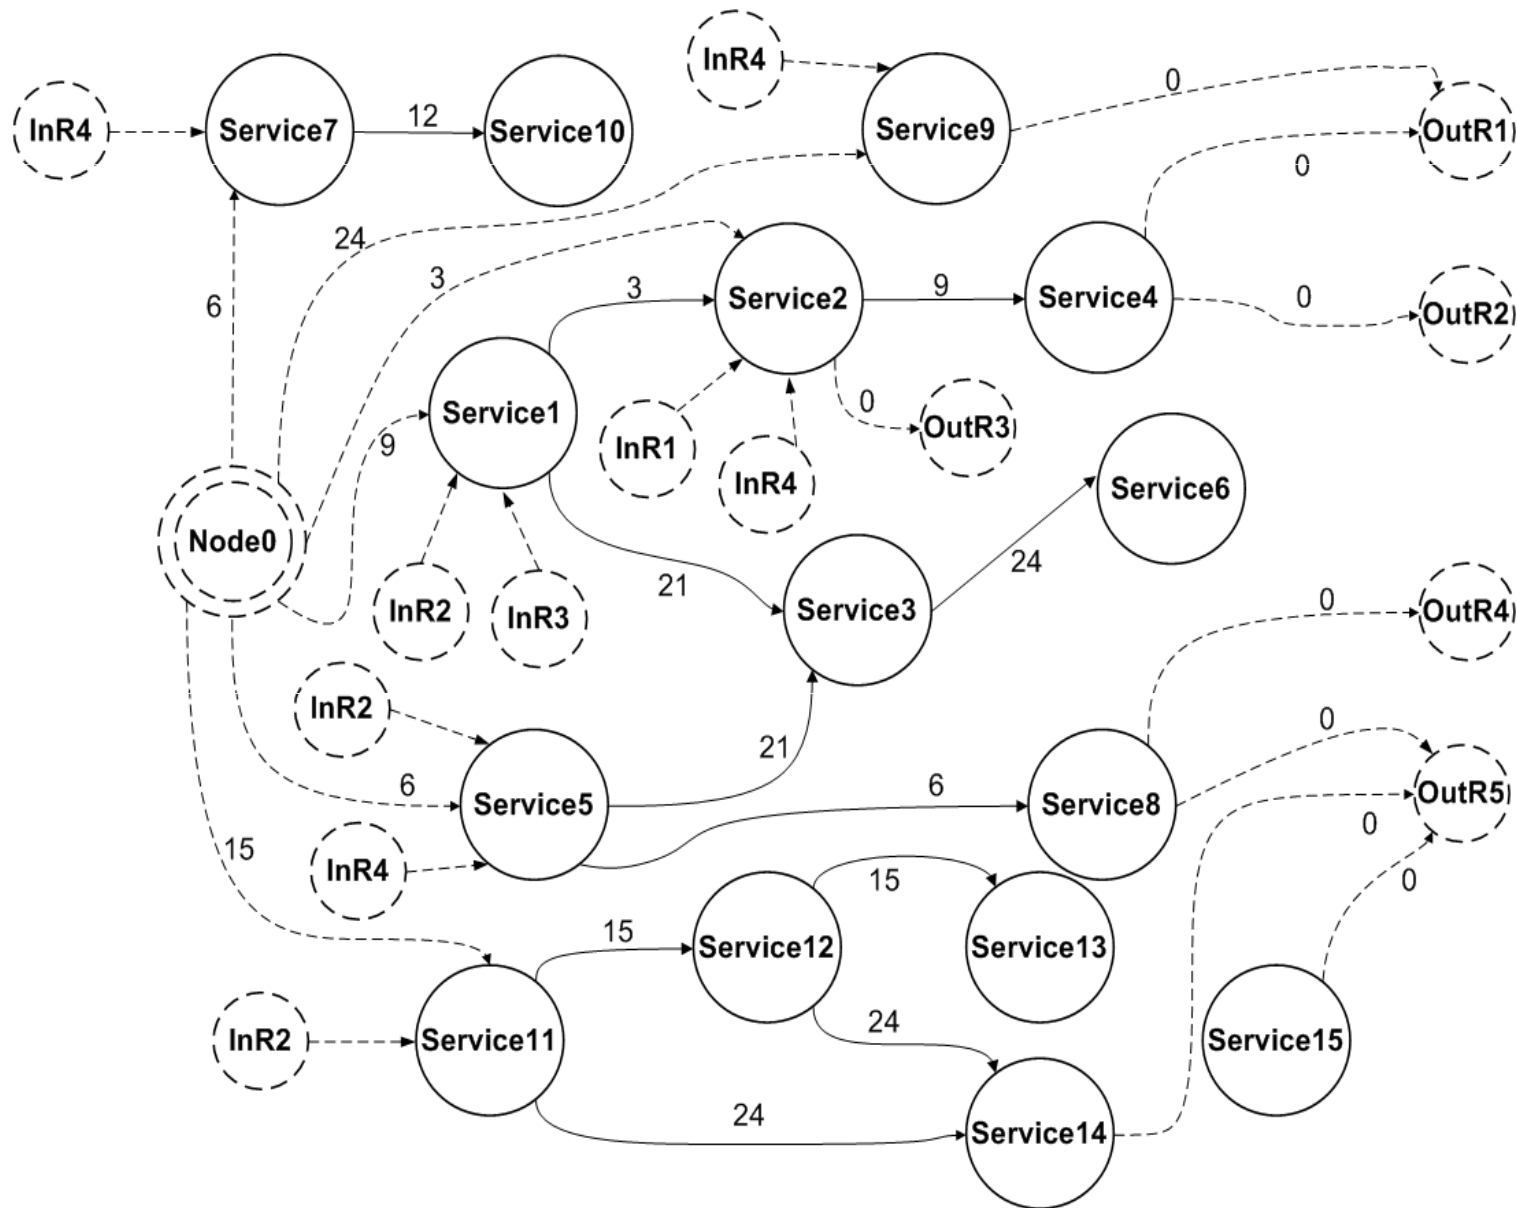 InR4
0
InR4
Service7
12
Service10
Service9
OutR1
0
24
3
6
3
Service2
9
Service4
0
OutR2
Service1
9
InR1
InR4
0
OutR3
Service6
Node0
21
24
InR2
InR3
Service3
0
OutR4
InR2
21
0
6
Service5
6
Service8
OutR5
0
15
InR4
15
0
15
Service12
Service13
24
InR2
Service11
Service15
24
Service14